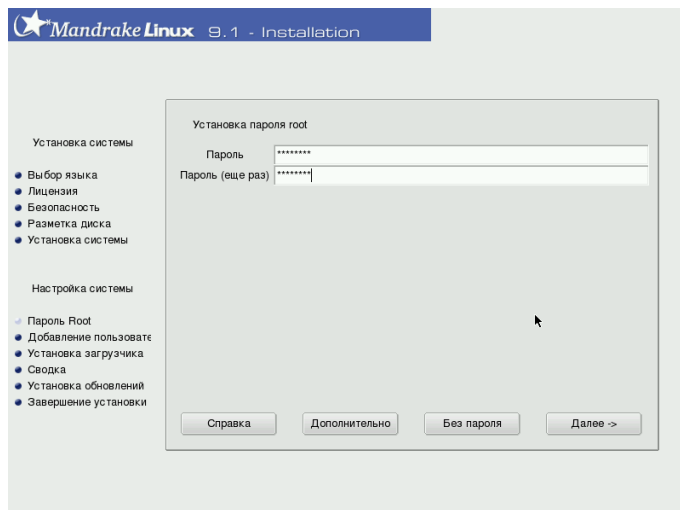 Mandrake Linux 9.1 - Installation
Установка системы
Выбор языка
Лицензия
Безопасность
Разметка диска
Установка системы
Настройка системы
Пароль Root
Добавление пользовате
Установка загрузчика
Сводка
Установка обновлений
Завершение установки
Установка пароля root
Пароль ********
Пароль (еще раз) ********
Справка Дополнительно Без пароля Далее ->